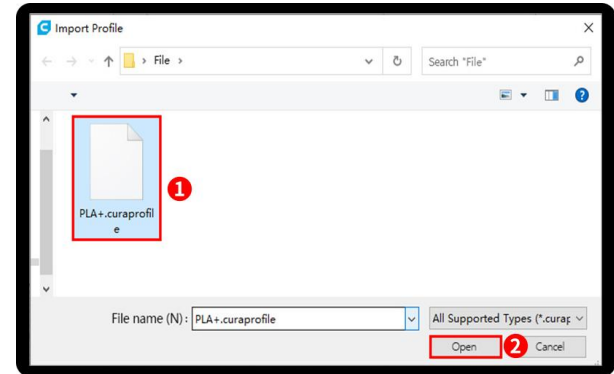 Import Profile
File
Search "File"
1
PLA+.curaprofil
e
File name (N) : PLA+.curaprofile
All Supported Types (*.curap
Open
2
Cancel